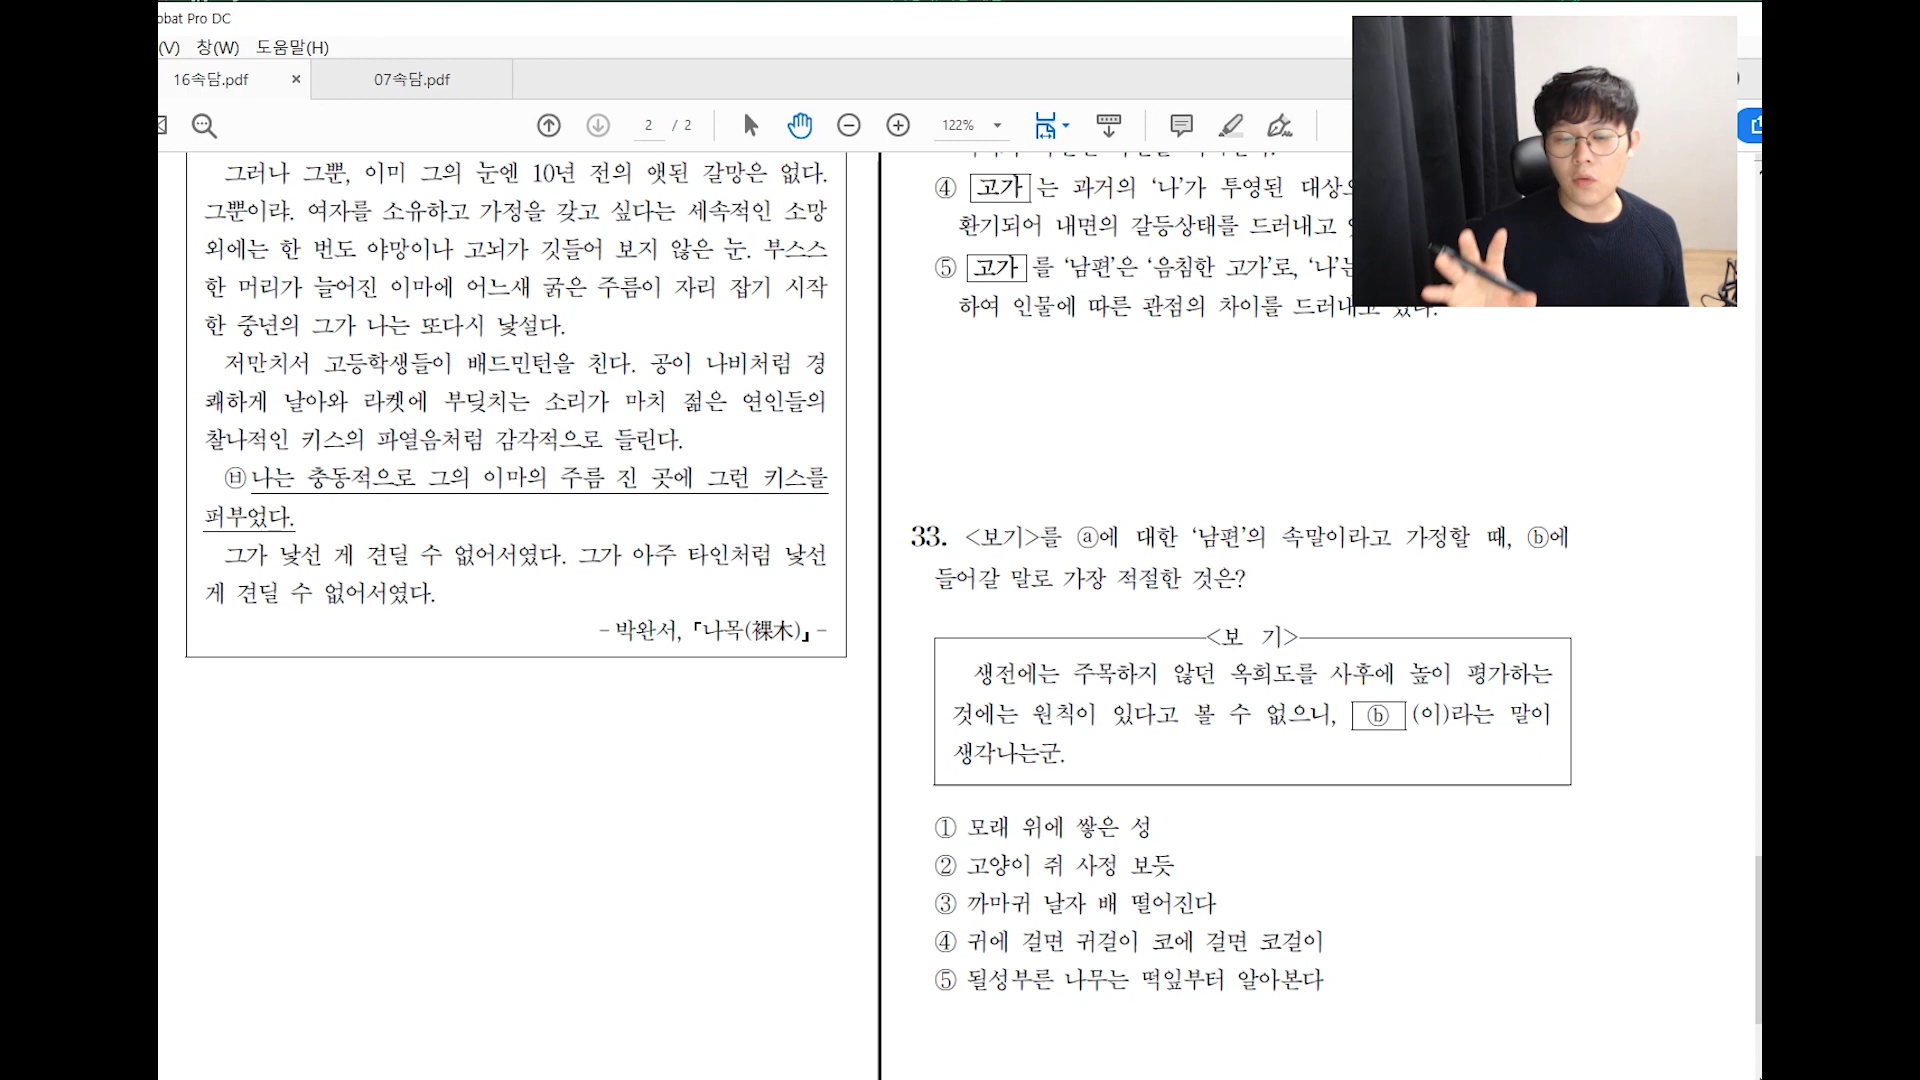 obat Pro DC
(V) 창(W) 도움말(H)
16속담.pdf × 07속담.pdf
2 / 2 122%
그러나 그뿐, 이미 그의 눈엔 10년 전의 앳된 갈망은 없다.
그뿐이랴. 여자를 소유하고 가정을 갖고 싶다는 세속적인 소망
외에는 한 번도 야망이나 고뇌가 깃들어 보지 않은 눈. 부스스
한 머리가 늘어진 이마에 어느새 굵은 주름이 자리 잡기 시작
한 중년의 그가 나는 또다시 낯설다.
저만치서 고등학생들이 배드민턴을 친다. 공이 나비처럼 경
쾌하게 날아와 라켓에 부딪치는 소리가 마치 젊은 연인들의
찰나적인 키스의 파열음처럼 감각적으로 들린다.
㉥나는 충동적으로 그의 이마의 주름 진 곳에 그런 키스를
퍼부었다.
그가 낯선 게 견딜 수 없어서였다. 그가 아주 타인처럼 낯선
게 견딜 수 없어서였다.
- 박완서, 『나목(裸木)』 -
④ 고가 는 과거의 ‘나’가 투영된 대상으
환기되어 내면의 갈등상태를 드러내고
⑤ 고가 를 ‘남편’은 ‘음침한 고가’로, ‘나’는
하여 인물에 따른 관점의 차이를 드러내고 있다.
33. <보기>를 ⓐ에 대한 ‘남편’의 속말이라고 가정할 때, ⓑ에
들어갈 말로 가장 적절한 것은?
<보 기>
생전에는 주목하지 않던 옥희도를 사후에 높이 평가하는
것에는 원칙이 있다고 볼 수 없으니, ⓑ (이)라는 말이
생각나는군.
① 모래 위에 쌓은 성
② 고양이 쥐 사정 보듯
③ 까마귀 날자 배 떨어진다
④ 귀에 걸면 귀걸이 코에 걸면 코걸이
⑤ 될성부른 나무는 떡잎부터 알아본다